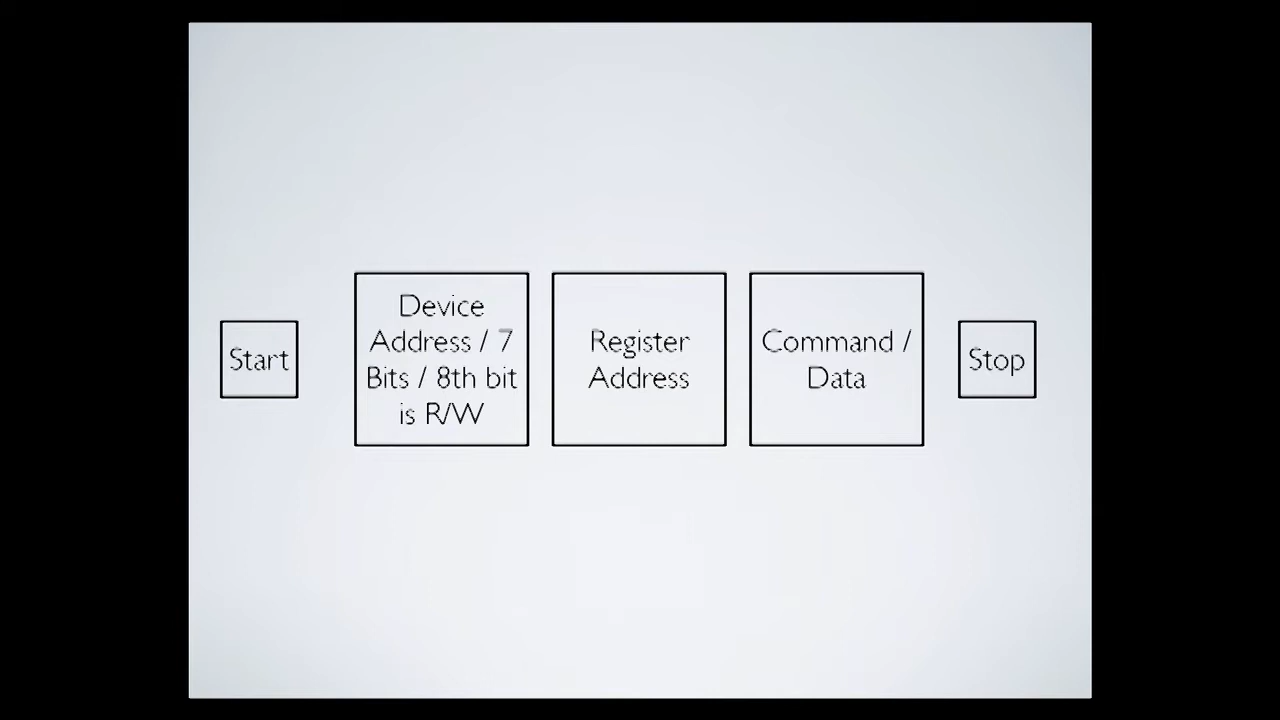 Start
Device
Address / 7
Bits / 8th bit
is R/W
Register
Address
Command /
Data
Stop